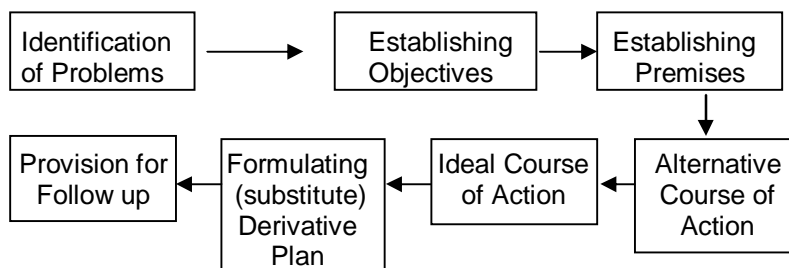 Identification
of Problems
Establishing
Objectives
Establishing
Premises
Alternative
Course of
Action
Ideal Course
of Action
Formulating
(substitute)
Derivative
Plan
Provision for
Follow up